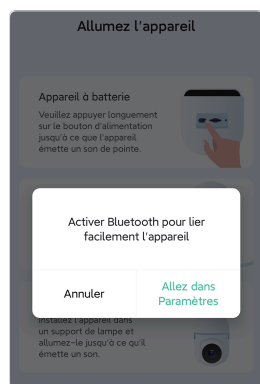 Allumez l'appareil
Appareil à batterie
Veuillez appuyer longuement
sur le bouton d'alimentation
jusqu'à ce que l'appareil
émette un son de pointe.
Activer Bluetooth pour lier
facilement l'appareil
Annuler
Allez dans
Paramètres
Installez l'appareil dans
un support de lampe et
allumez-le jusqu'à ce qu'il
émette un son.